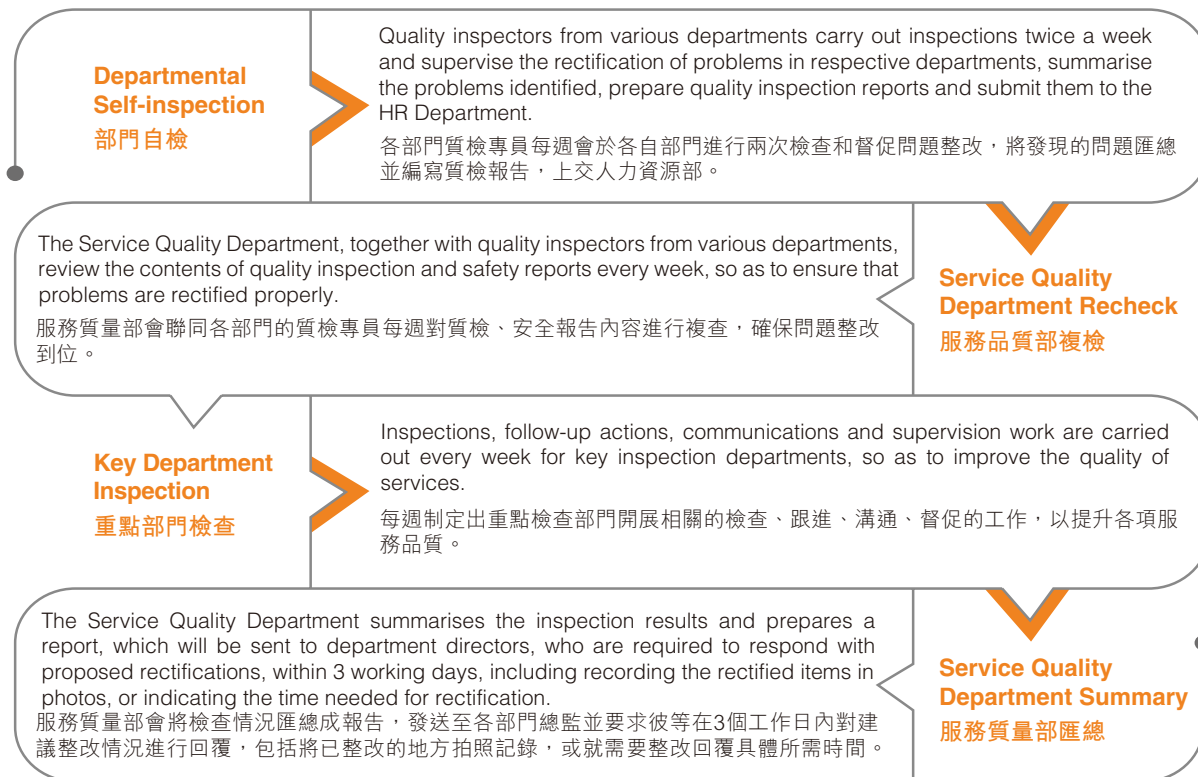 Departmental
Self-inspection
部門自檢
Quality inspectors from various departments carry out inspections twice a week
and supervise the rectification of problems in respective departments, summarise
the problems identified, prepare quality inspection reports and submit them to the
HR Department.
各部門質檢專員每週會於各自部門進行兩次檢查和督促問題整改，將發現的問題匯總
並編寫質檢報告，上交人力資源部。
The Service Quality Department, together with quality inspectors from various departments,
review the contents of quality inspection and safety reports every week, so as to ensure that
problems are rectified properly.
服務質量部會聯同各部門的質檢專員每週對質檢、安全報告內容進行複查，確保問題整改
到位。
Service Quality
Department Recheck
服務品質部複檢
Key Department
Inspection
重點部門檢查
Inspections, follow-up actions, communications and supervision work are carried
out every week for key inspection departments, so as to improve the quality of
services.
每週制定出重點檢查部門開展相關的檢查、跟進、溝通、督促的工作，以提升各項服
務品質。
The Service Quality Department summarises the inspection results and prepares a
report, which will be sent to department directors, who are required to respond with
proposed rectifications, within 3 working days, including recording the rectified items in
photos, or indicating the time needed for rectification.
服務質量部會將檢查情況匯總成報告，發送至各部門總監並要求彼等在3個工作日內對建
議整改情況進行回覆，包括將已整改的地方拍照記錄，或就需要整改回覆具體所需時間。
Service Quality
Department Summary
服務質量部匯總